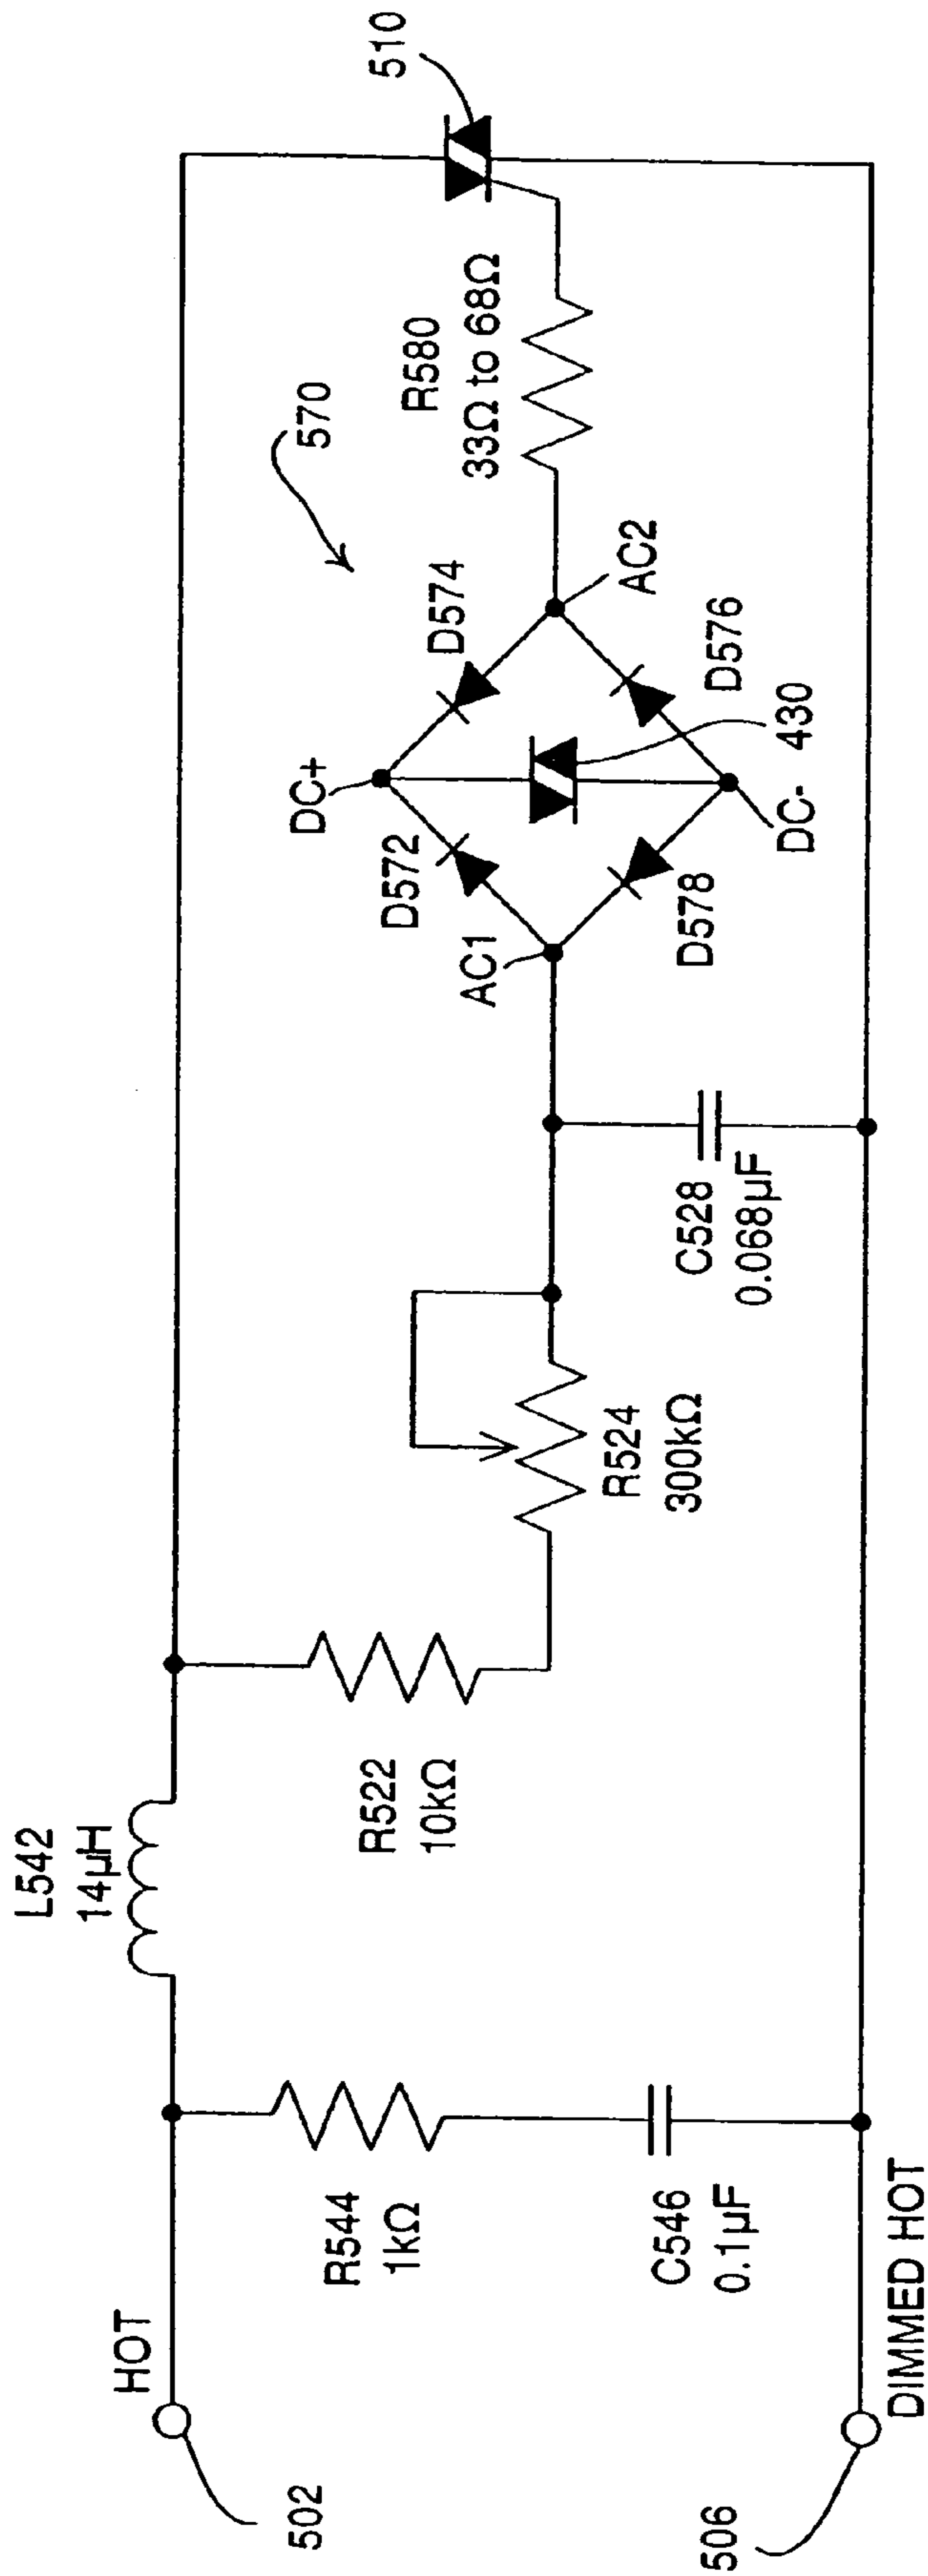 HOT
502
L542
14µH
R544
1kΩ
C546
0.1µF
506
DIMMED HOT
R522
10kΩ
R524
300kΩ
C528
0.068µF
AC1
D572
DC+
D574
570
D578
DC-
430
D576
AC2
R580
33Ω to 68Ω
510